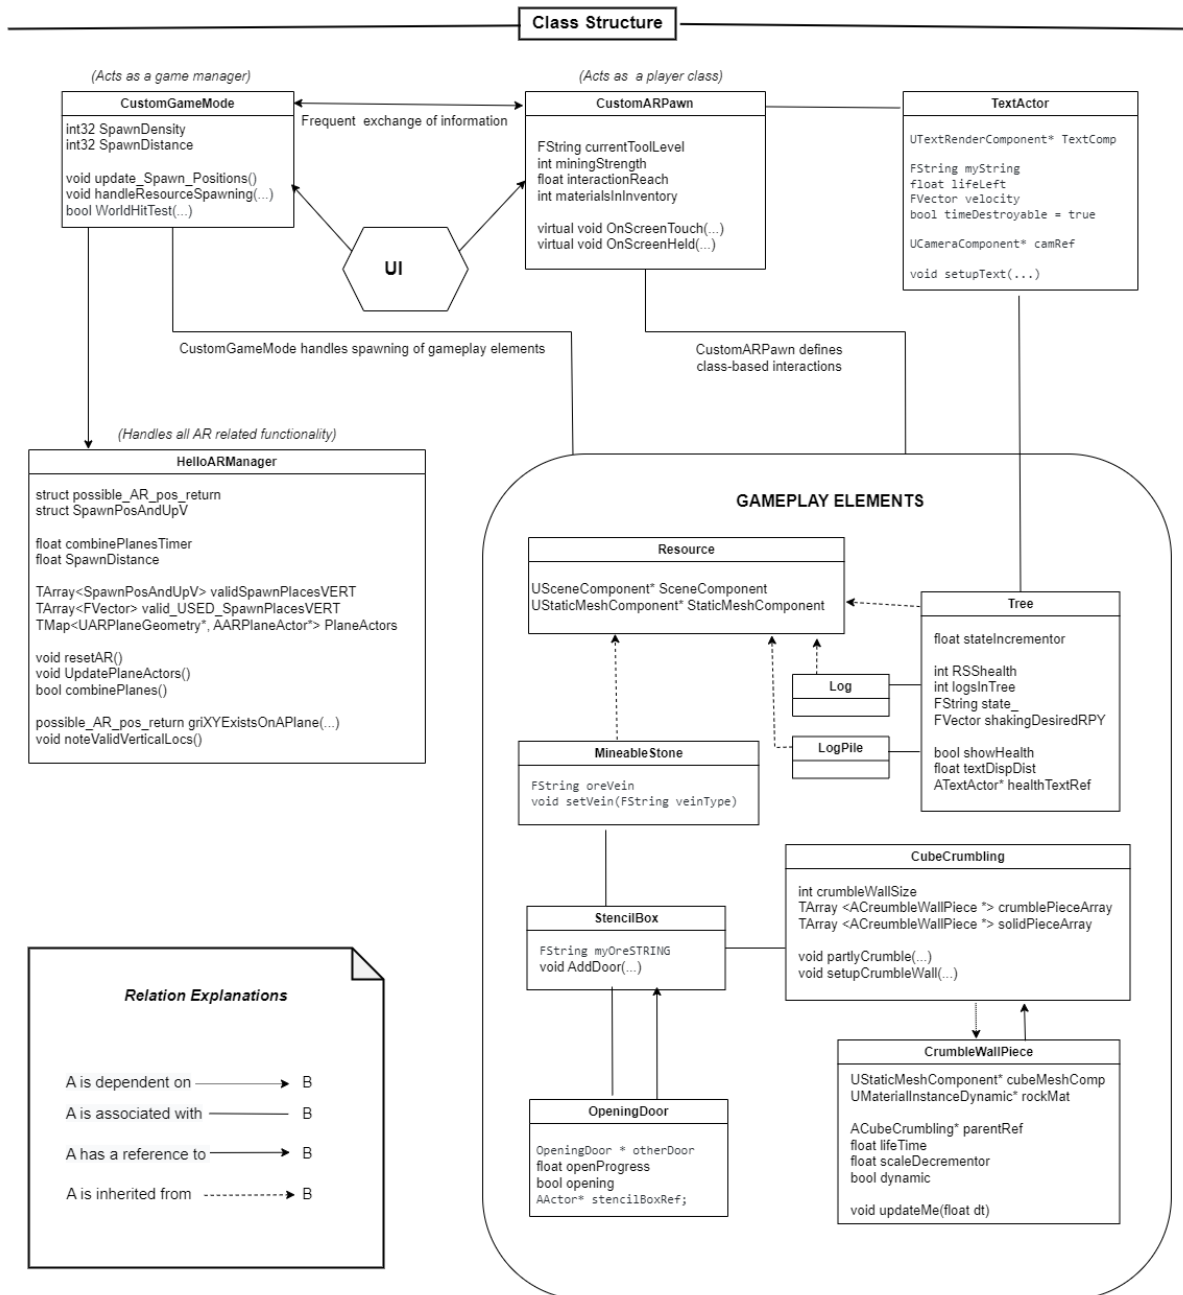 Class Structure
(Acts as a game manager)
CustomGameMode
int32 SpawnDensity
int32 SpawnDistance
void update_Spawn_Positions()
void handleResourceSpawning(...)
bool WorldHitTest(...)
Frequent exchange of information
(Acts as a player class)
CustomARPawn
FString currentToolLevel
int miningStrength
float interactionReach
int materialsInInventory
virtual void OnScreenTouch(...)
virtual void OnScreenHeld(...)
TextActor
UTextRenderComponent* TextComp
FString myString
float lifeLeft
FVector velocity
bool timeDestroyable = true
UCameraComponent* camRef
void setupText(...)
UI
CustomGameMode handles spawning of gameplay elements
CustomARPawn defines
class-based interactions
(Handles all AR related functionality)
HelloARManager
struct possible_AR_pos_return
struct SpawnPosAndUpV
float combinePlanesTimer
float SpawnDistance
TArray<SpawnPosAndUpV> validSpawnPlacesVERT
TArray<FVector> valid_USED_SpawnPlacesVERT
TMap<UARPlaneGeometry*, AARPlaneActor*> PlaneActors
void resetAR()
void UpdatePlaneActors()
bool combinePlanes()
possible_AR_pos_return griXYExistsOnAPlane(...)
void noteValidVerticalLocs()
GAMEPLAY ELEMENTS
Resource
USceneComponent* SceneComponent
UStaticMeshComponent* StaticMeshComponent
Tree
float stateIncrementor
int RSShealth
int logsInTree
FString state_
FVector shakingDesiredRPY
bool showHealth
float textDispDist
ATextActor* healthTextRef
Log
LogPile
MineableStone
FString oreVein
void setVein(FString veinType)
CubeCrumbling
int crumbleWallSize
TArray <ACreumbleWallPiece *> crumblePieceArray
TArray <ACreumbleWallPiece *> solidPieceArray
void partlyCrumble(...)
void setupCrumbleWall(...)
StencilBox
FString myOreSTRING
void AddDoor(...)
CrumbleWallPiece
UStaticMeshComponent* cubeMeshComp
UMaterialInstanceDynamic* rockMat
ACubeCrumbling* parentRef
float lifeTime
float scaleDecrementor
bool dynamic
void updateMe(float dt)
OpeningDoor
OpeningDoor * otherDoor
float openProgress
bool opening
AActor* stencilBoxRef;
Relation Explanations
A is dependent on B
A is associated with B
A has a reference to B
A is inherited from B